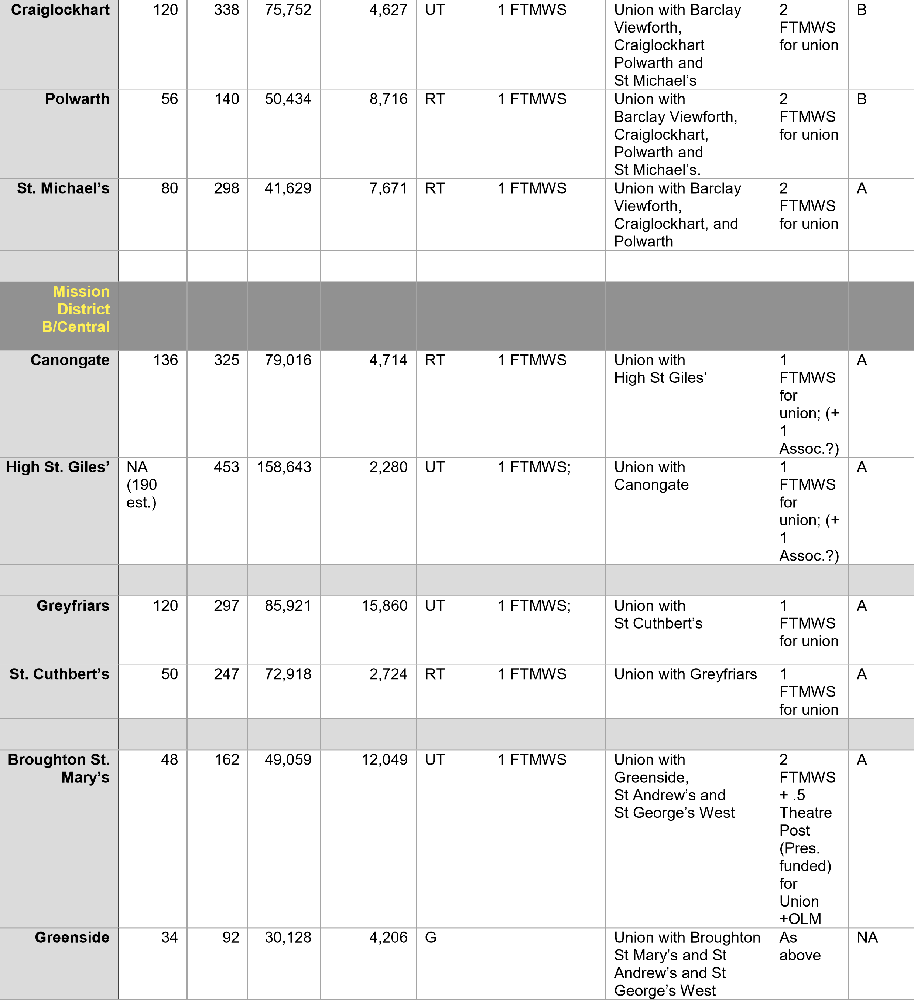 Craiglockhart 120 338 75,752 4,627 UT 1 FTMWS Union with Barclay 2 B
Viewforth, FTMWS
Craiglockhart for union
Polwarth and
St Michael’s
Polwarth 56 140 50,434 8,716 RT 1 FTMWS Union with 2 B
Barclay Viewforth, FTMWS
Craiglockhart, for union
Polwarth and
St Michael’s.
St. Michael’s 80 298 41,629 7,671 RT 1 FTMWS Union with Barclay 2 A
Viewforth, FTMWS
Craiglockhart, and for union
Polwarth
Mission
District
B/Central
Canongate 136 325 79,016 4,714 RT 1 FTMWS Union with 1 A
High St Giles’ FTMWS
for
union; (+
1
Assoc.?)
High St. Giles’ NA 453 158,643 2,280 UT 1 FTMWS; Union with 1 A
(190 Canongate FTMWS
est.) for
union; (+
1
Assoc.?)
Greyfriars 120 297 85,921 15,860 UT 1 FTMWS; Union with 1 A
St Cuthbert’s FTMWS
for union
St. Cuthbert’s 50 247 72,918 2,724 RT 1 FTMWS Union with Greyfriars 1 A
FTMWS
for union
Broughton St. 48 162 49,059 12,049 UT 1 FTMWS Union with 2 A
Mary’s Greenside, FTMWS
St Andrew’s and + .5
St George’s West Theatre
Post
(Pres.
funded)
for
Union
+OLM
Greenside 34 92 30,128 4,206 G Union with Broughton As NA
St Mary’s and St above
Andrew’s and St
George’s West